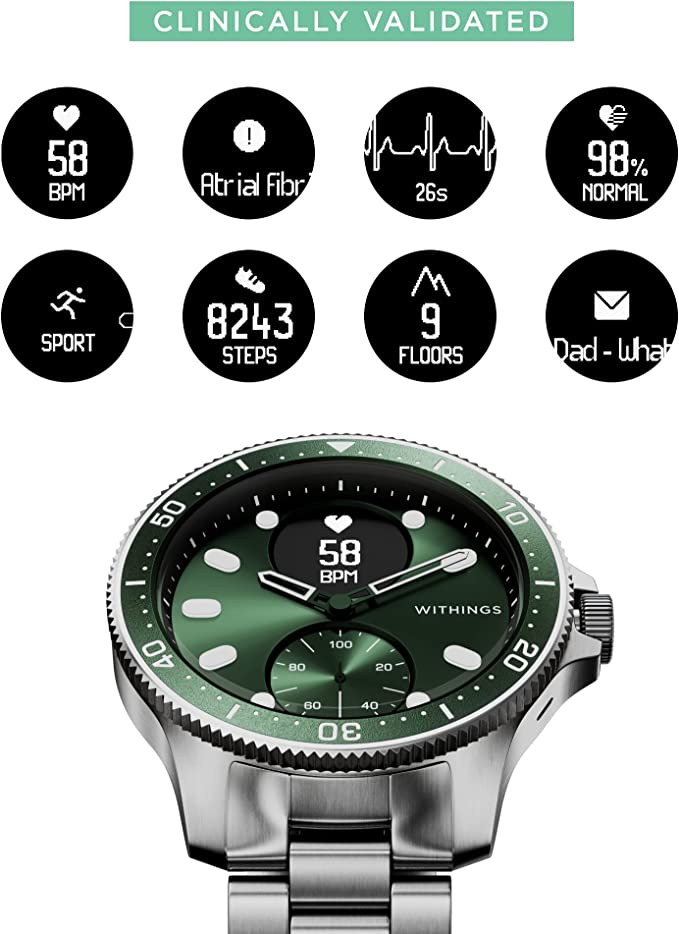 CLINICALLY VALIDATED
58
BPM
Atrial Fibr
26s
98%
NORMAL
SPORT
8243
STEPS
9
FLOORS
Dad - What
50
10
58
BPM
WITHINGS
100
80
20
60
40
40
20
30